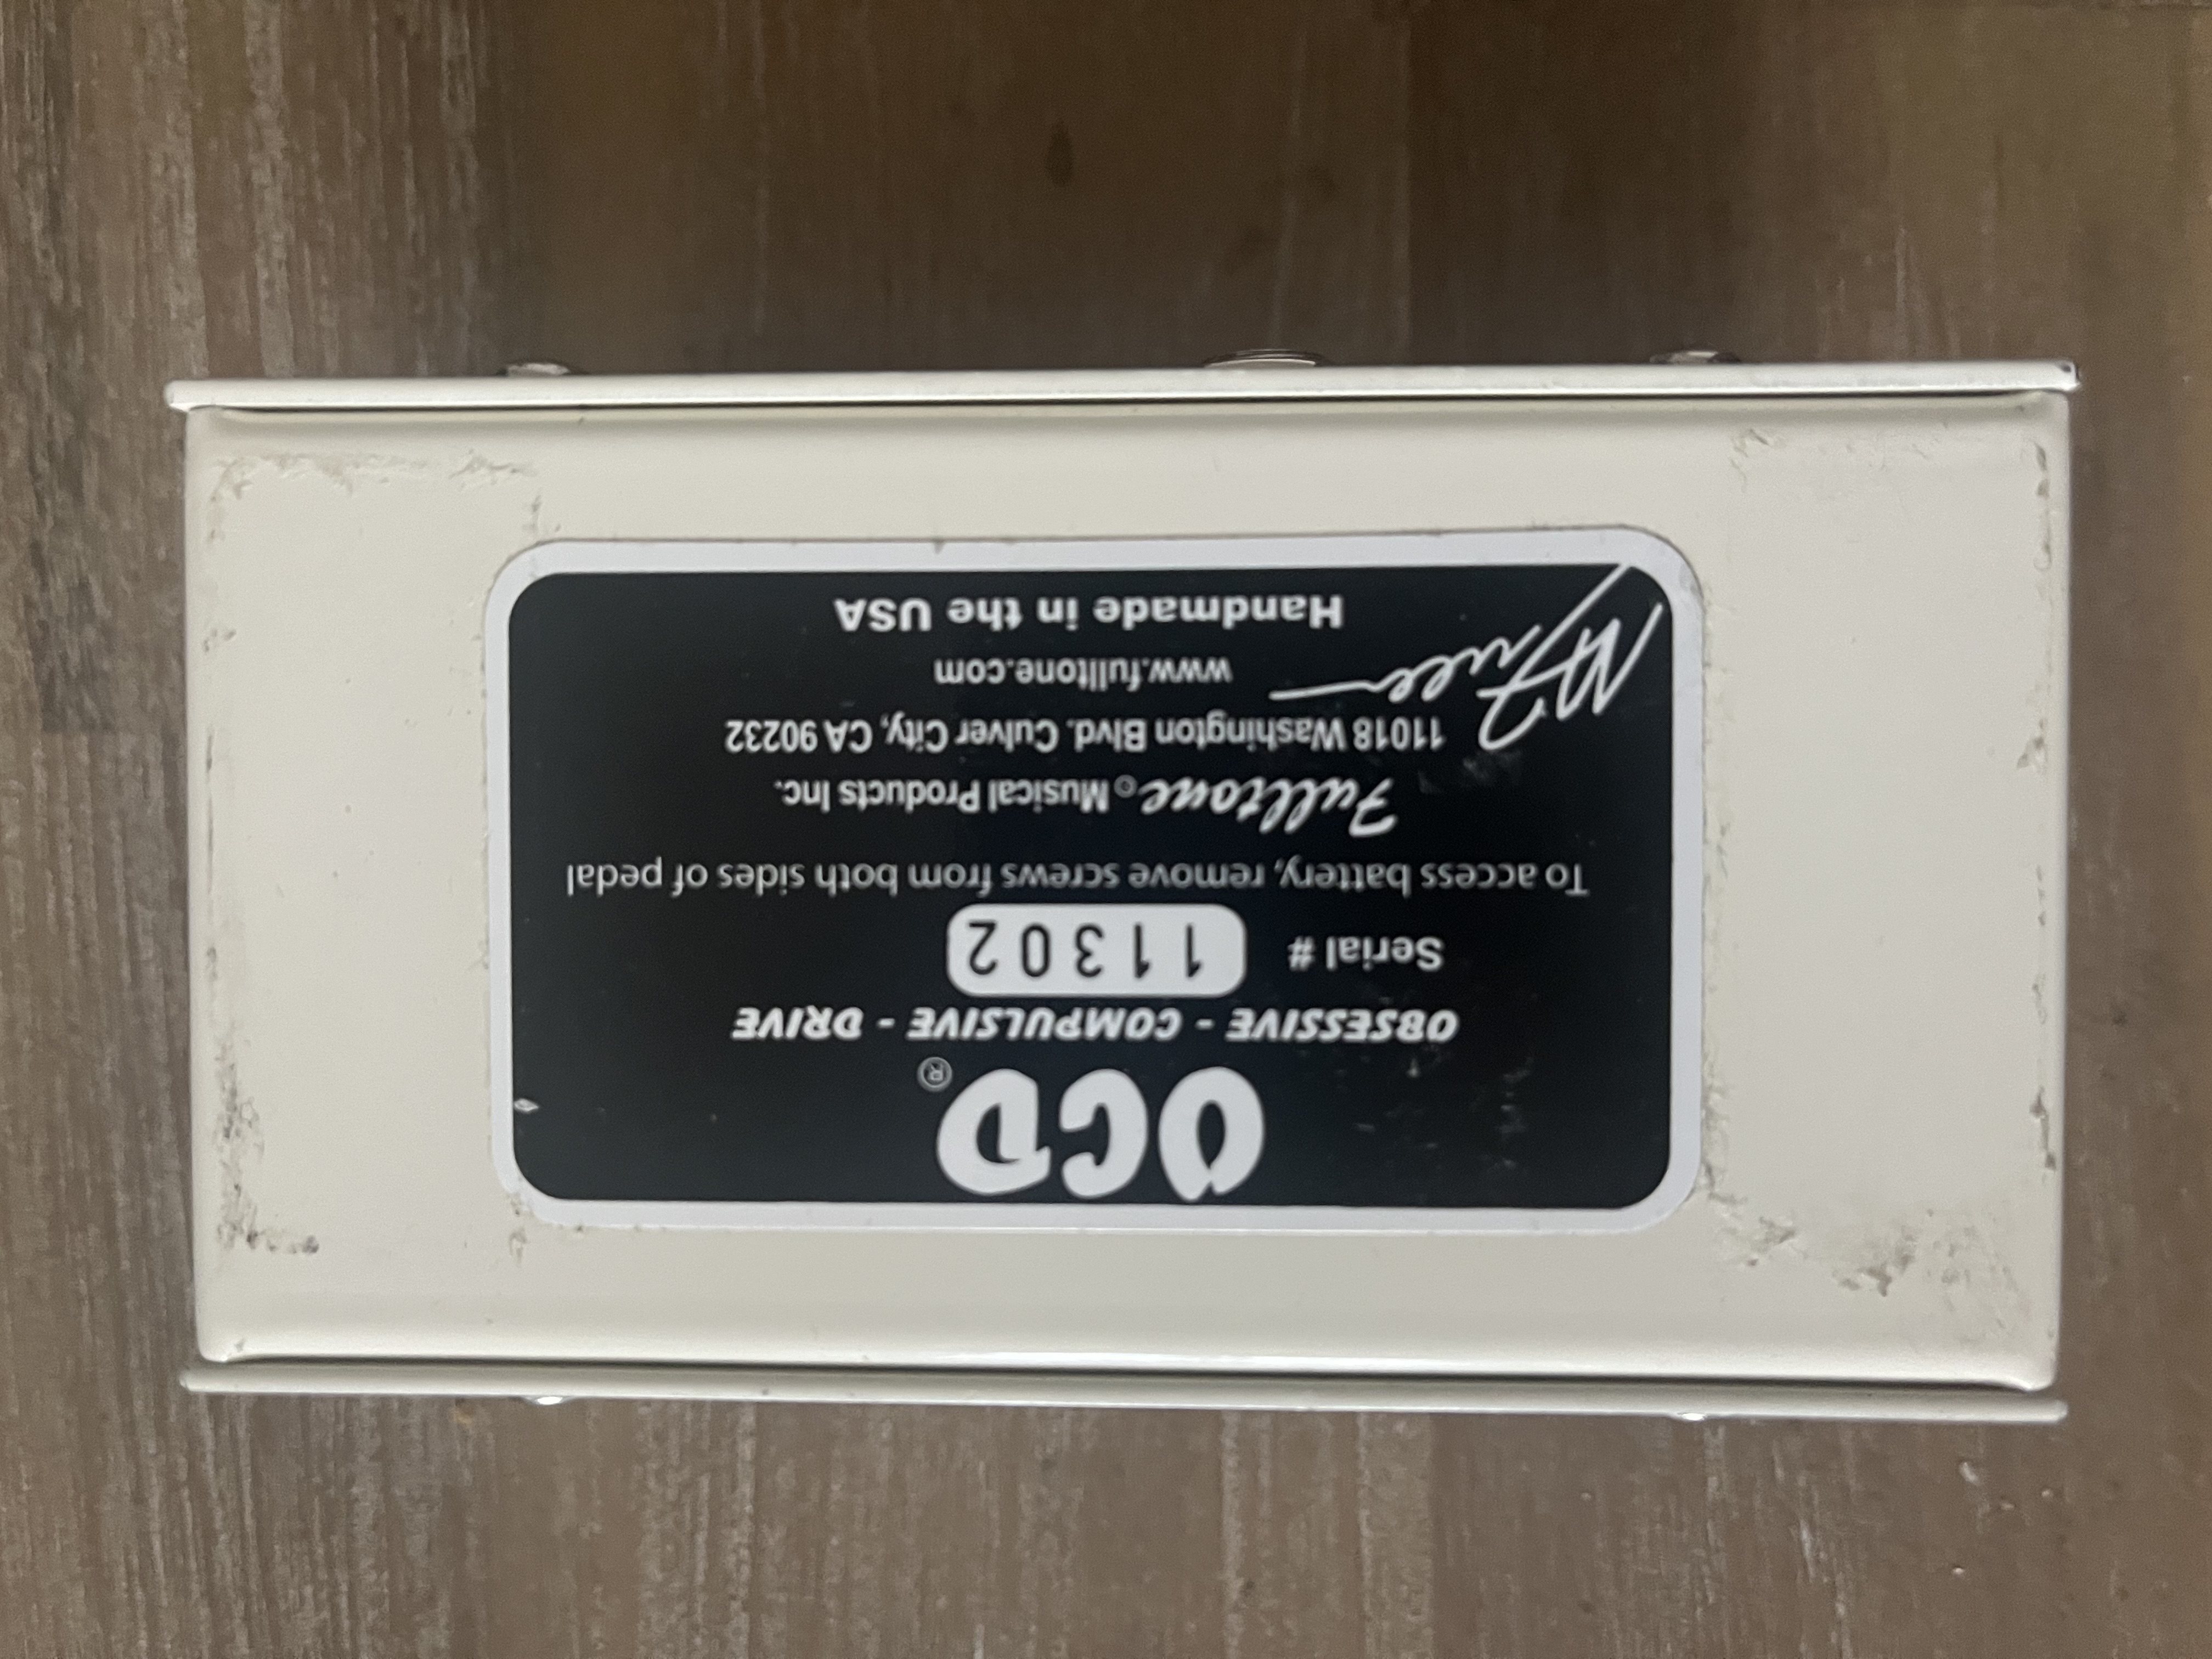 OCD®
OBSESSIVE - COMPULSIVE - DRIVE
Serial # 11302
To access battery, remove screws from both sides of pedal
Fulltone© Musical Products Inc.
11018 Washington Blvd. Culver City, CA 90232
www.fulltone.com
Handmade in the USA